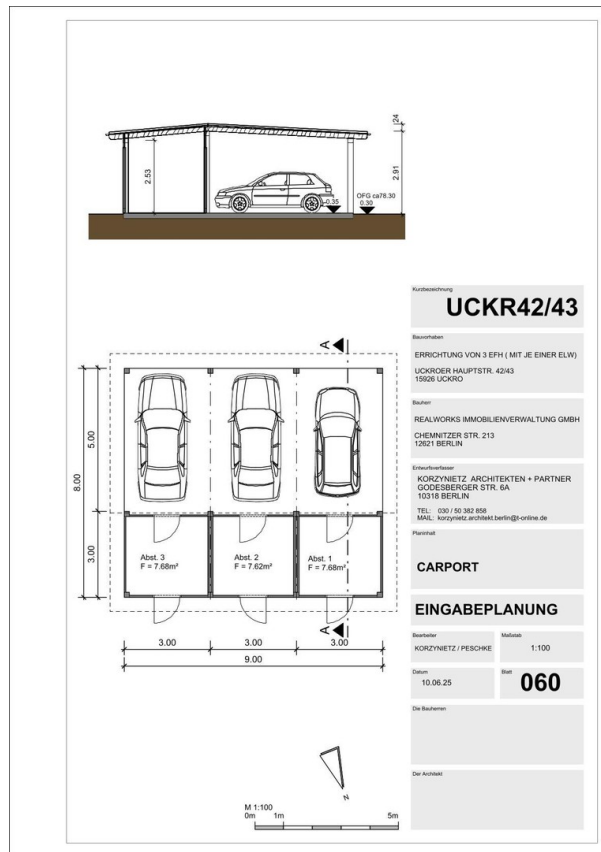 24
2.53
2.91
OFG ca78.30
-0.35
0.30
Kurzbezeichnung
UCKR42/43
Bauvorhaben
ERRICHTUNG VON 3 EFH ( MIT JE EINER ELW)
UCKROER HAUPTSTR. 42/43
15926 UCKRO
Bauherr
REALWORKS IMMOBILIENVERWALTUNG GMBH
CHEMNITZER STR. 213
12621 BERLIN
Entwurfsverfasser
KORZYNIETZ ARCHITEKTEN + PARTNER
GODESBERGER STR. 6A
10318 BERLIN
TEL: 030 / 50 382 858
MAIL: korzynietz.architekt.berlin@t-online.de
Planinhalt
CARPORT
EINGABEPLANUNG
Bearbeiter
KORZYNIETZ / PESCHKE
Maßstab
1:100
Datum
10.06.25
Blatt
060
Die Bauherren
Der Architekt
A
5.00
8.00
3.00
Abst. 3
F = 7.68m²
Abst. 2
F = 7.62m²
Abst. 1
F = 7.68m²
A
3.00 3.00 3.00
9.00
N
M 1:100
0m 1m 5m